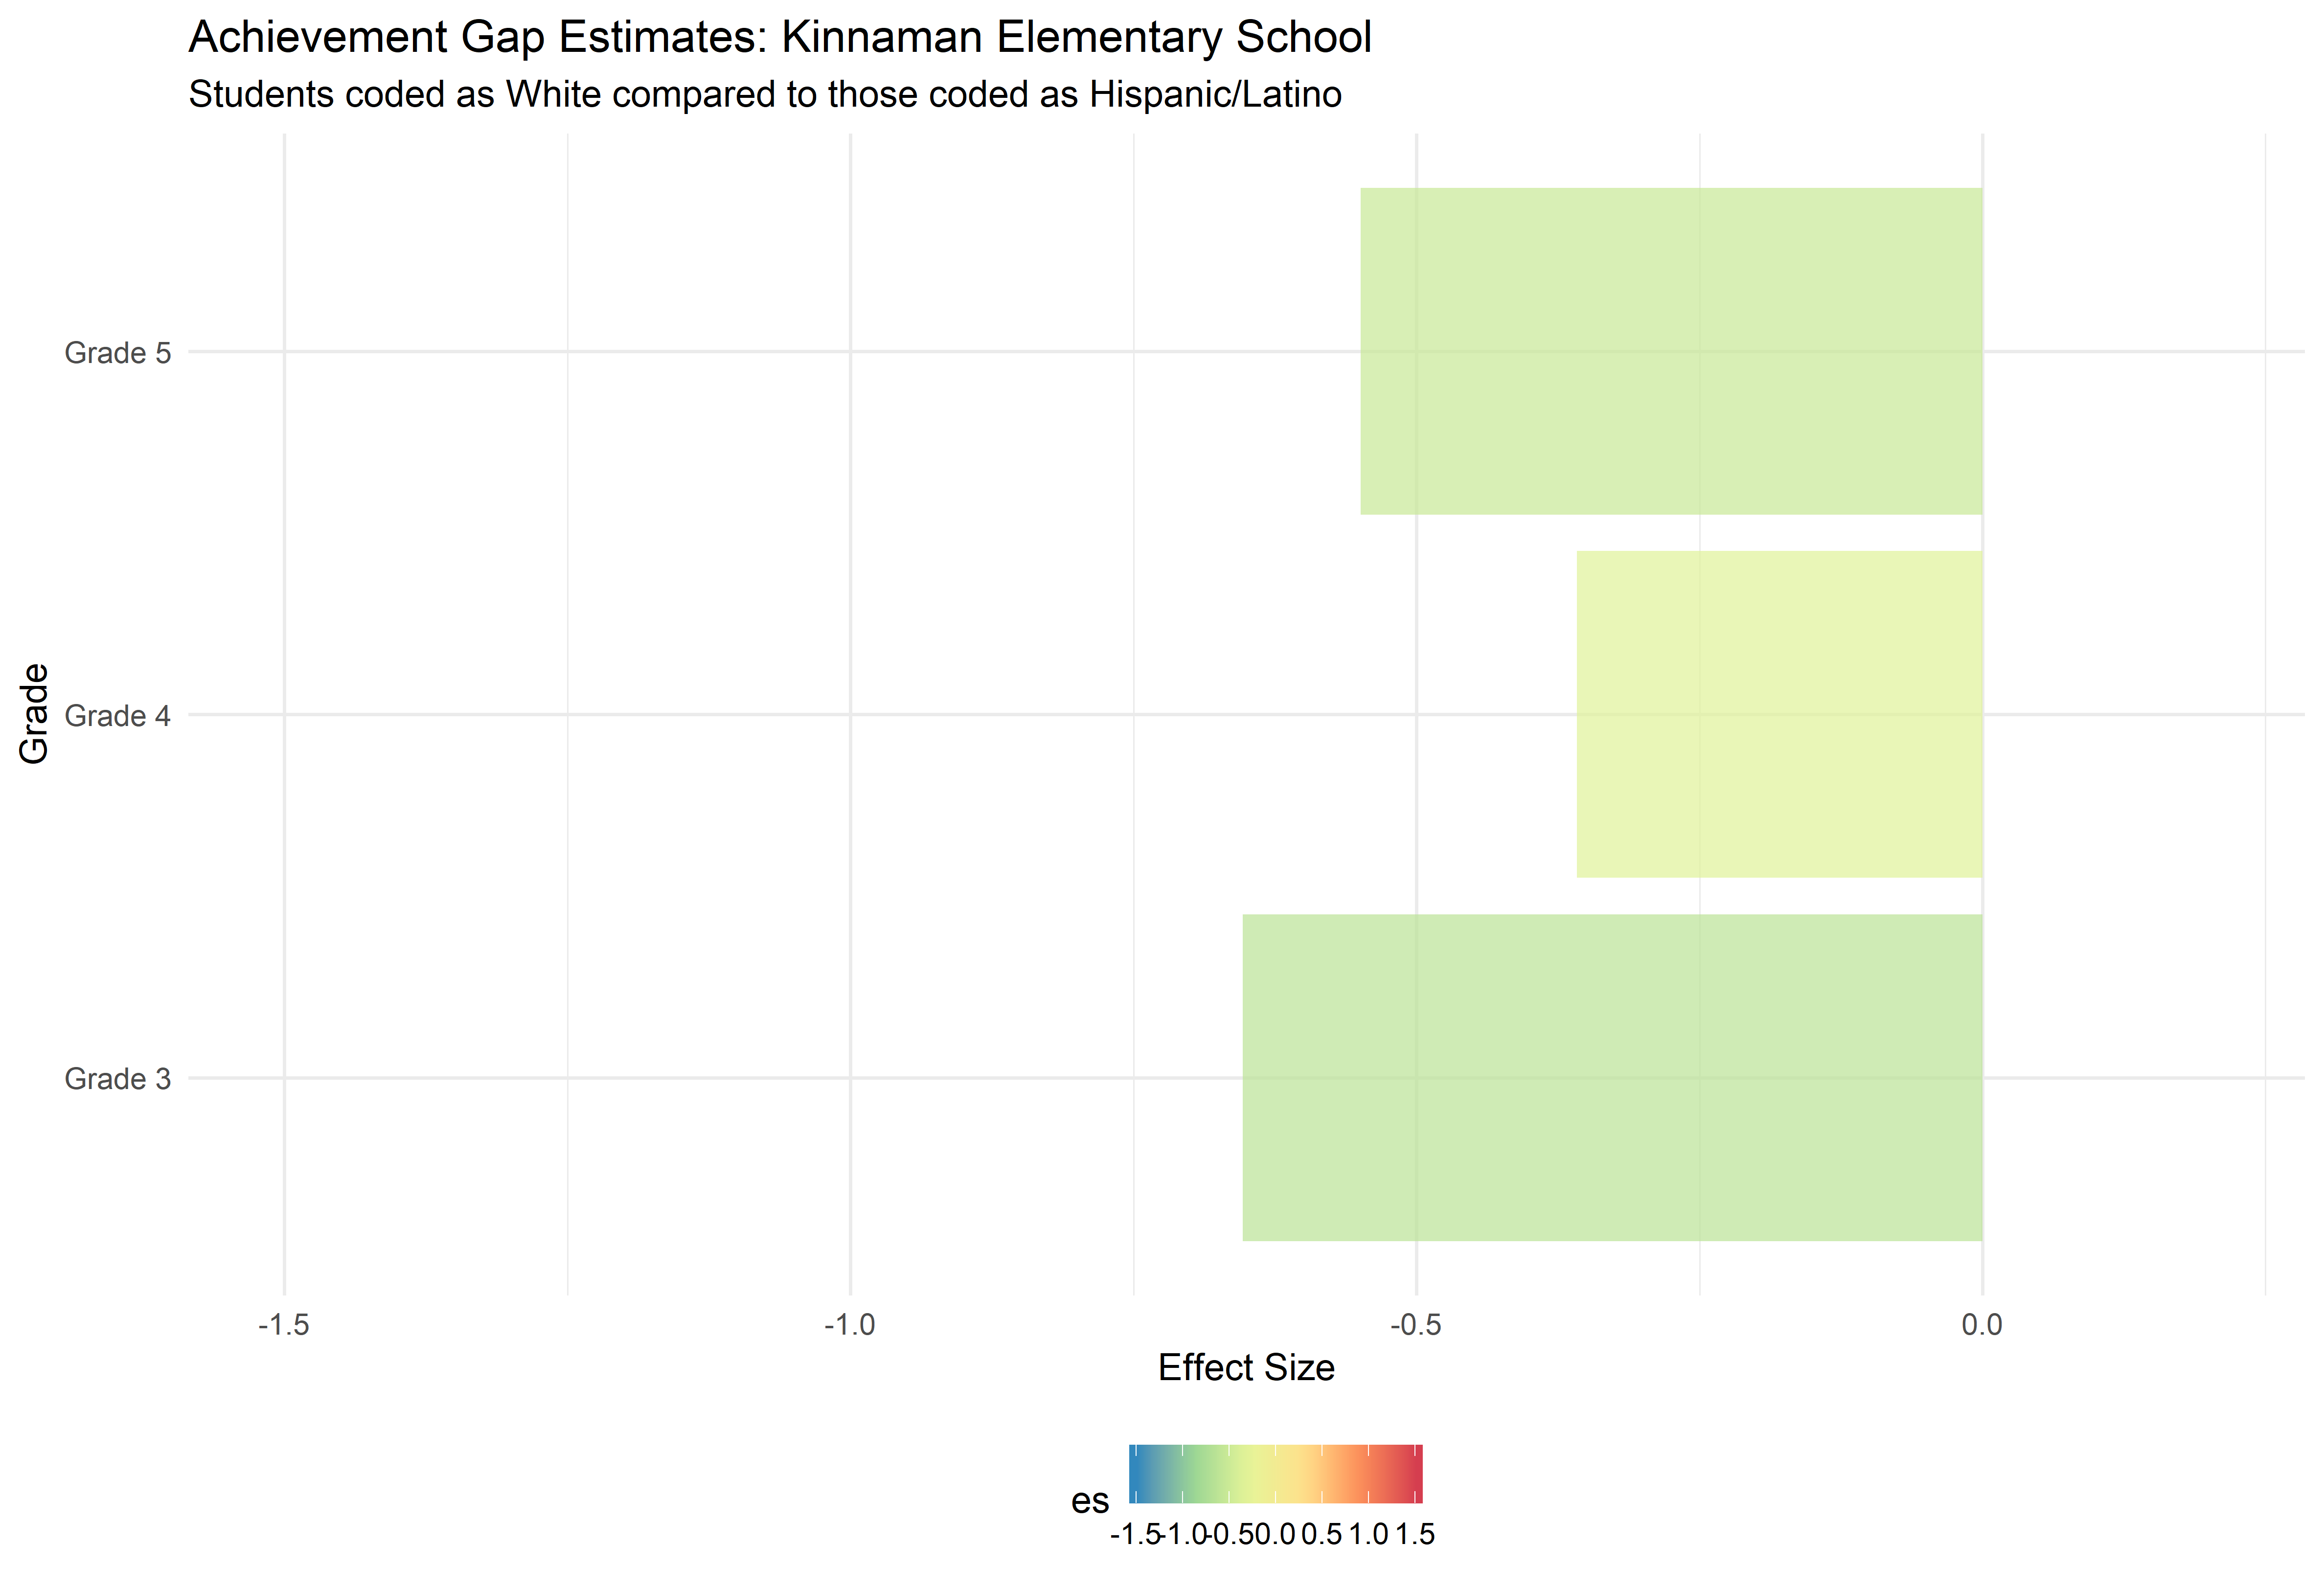 Achievement Gap Estimates: Kinnaman Elementary School
Students coded as White compared to those coded as Hispanic/Latino
Grade
Grade 5
Grade 4
Grade 3
-1.5 -1.0 -0.5 0.0
Effect Size
es
-1.5 -1.0 -0.5 0.0 0.5 1.0 1.5